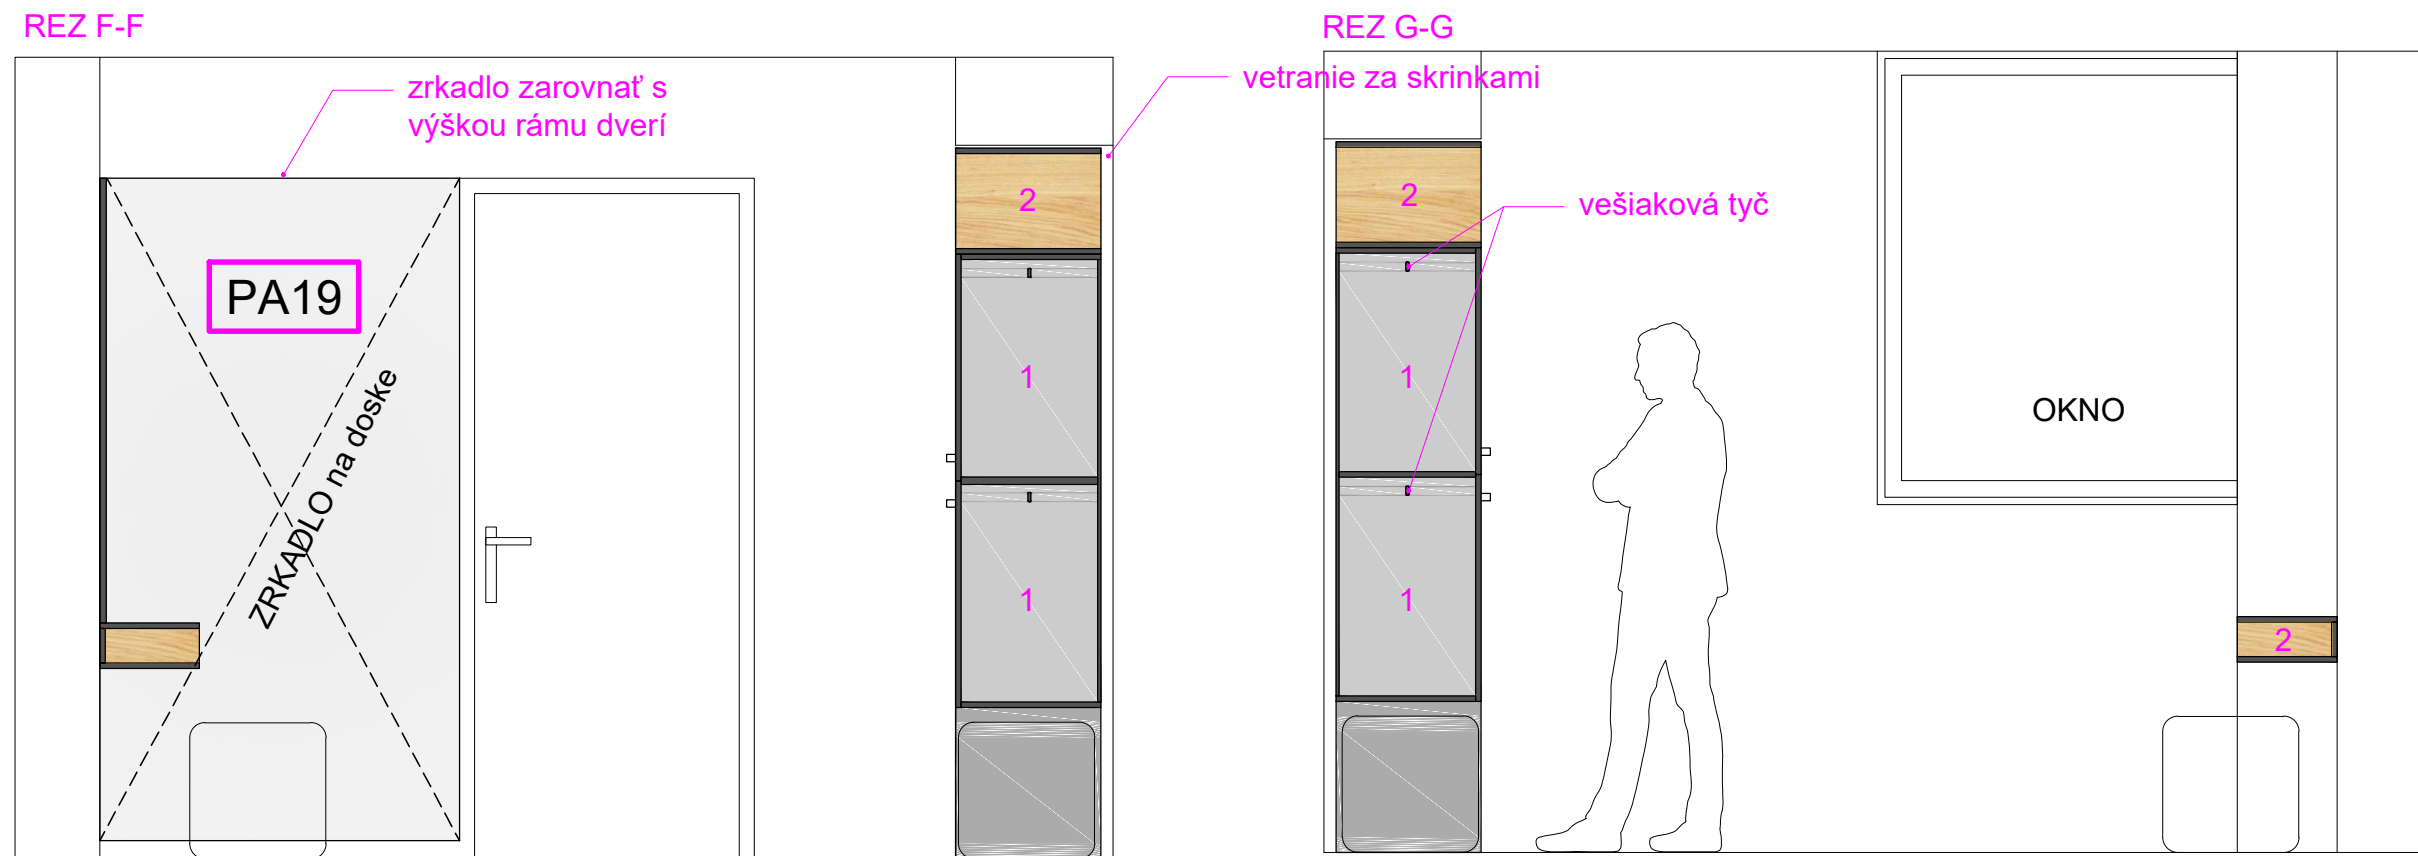 REZ F-F
zrkadlo zarovnať s
výškou rámu dverí
PA19
ZRKADLO na doske
2
1
1
vetranie za skrinkami
REZ G-G
2
1
1
vešiaková tyč
OKNO
2